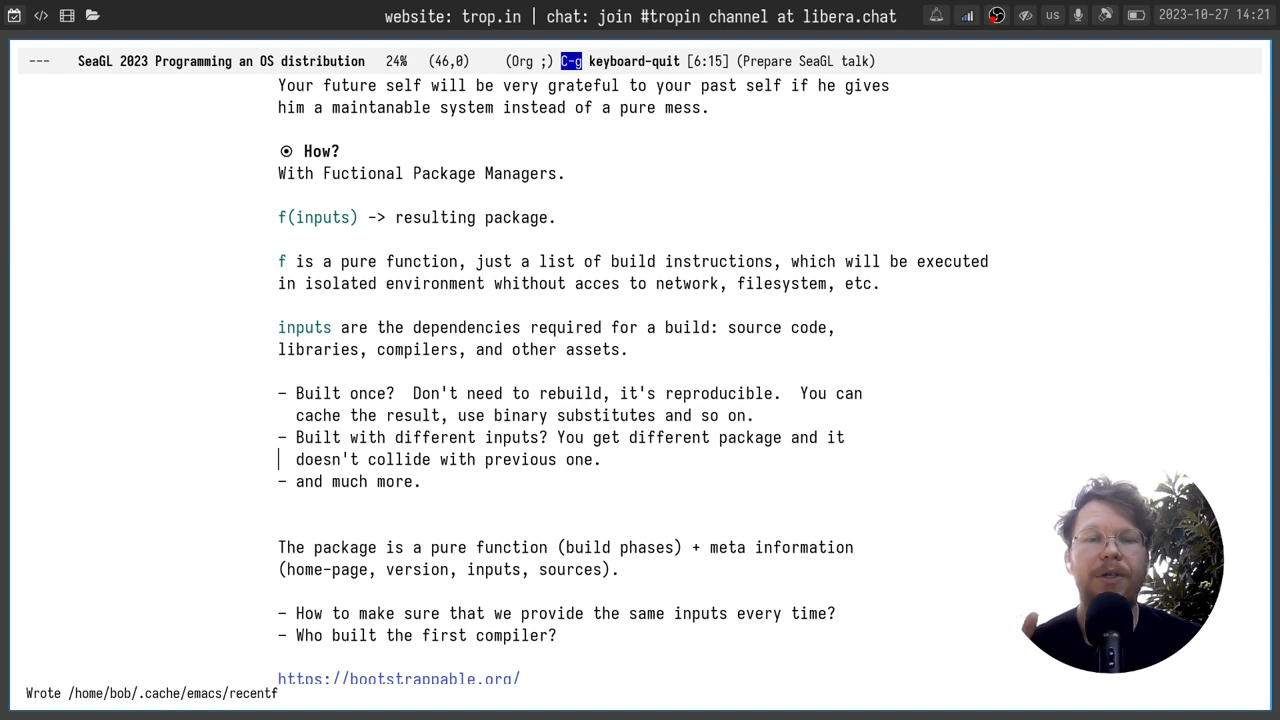 website: trop.in | chat: join #tropin channel at libera.chat
us
2023-10-27 14:21
--- SeaGL 2023 Programming an OS distribution 24% (46,0) (Org ;) C-g keyboard-quit [6:15] (Prepare SeaGL talk)
Your future self will be very grateful to your past self if he gives
him a maintanable system instead of a pure mess.
How?
With Fuctional Package Managers.
f(inputs) -> resulting package.
f is a pure function, just a list of build instructions, which will be executed
in isolated environment whithout acces to network, filesystem, etc.
inputs are the dependencies required for a build: source code,
libraries, compilers, and other assets.
- Built once?  Don't need to rebuild, it's reproducible.  You can
cache the result, use binary substitutes and so on.
- Built with different inputs? You get different package and it
doesn't collide with previous one.
- and much more.
The package is a pure function (build phases) + meta information
(home-page, version, inputs, sources).
- How to make sure that we provide the same inputs every time?
- Who built the first compiler?
https://bootstrappable.org/
Wrote /home/bob/.cache/emacs/recentf